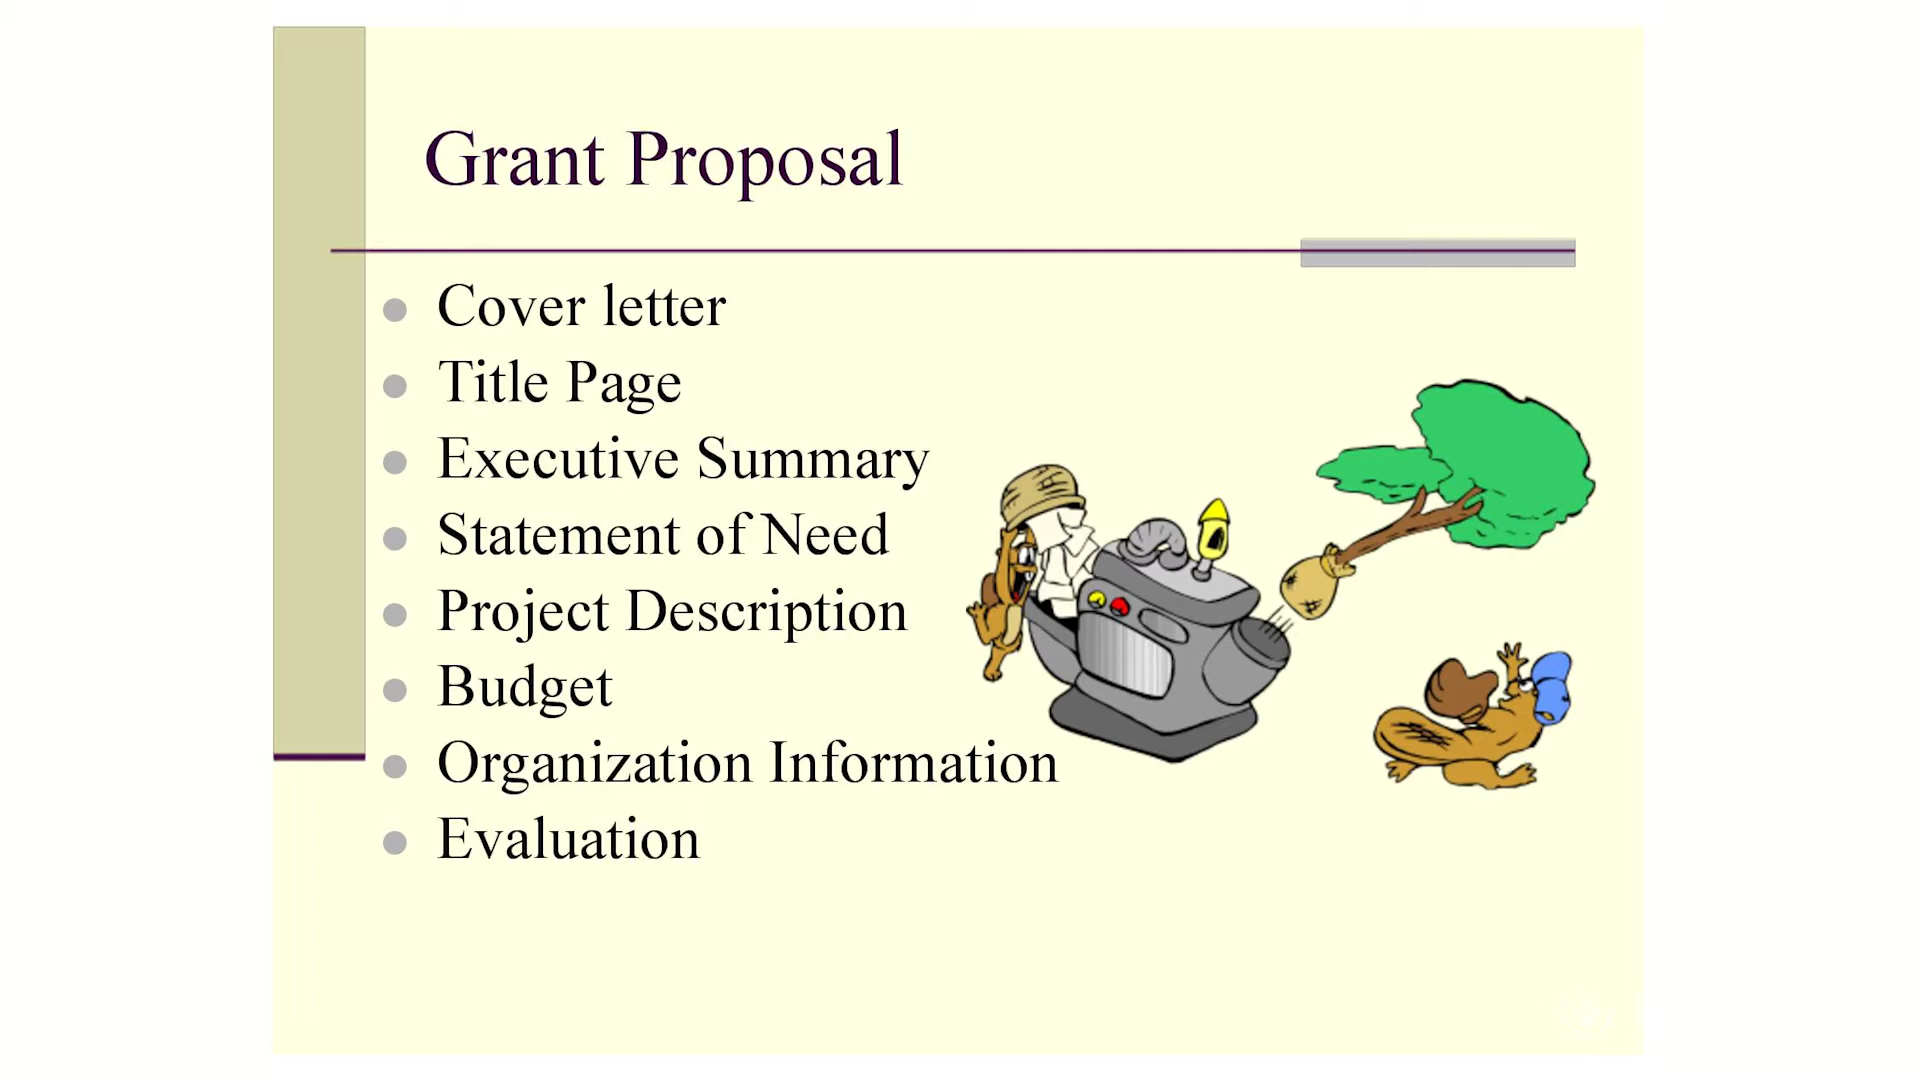 Grant Proposal
Cover letter
Title Page
Executive Summary
Statement of Need
Project Description
Budget
Organization Information
Evaluation